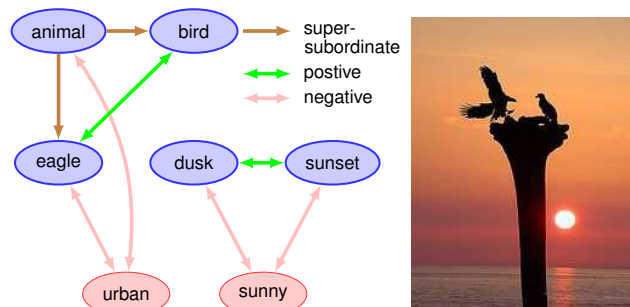 animal
bird
super-
subordinate
postive
negative
eagle
dusk
sunset
urban
sunny